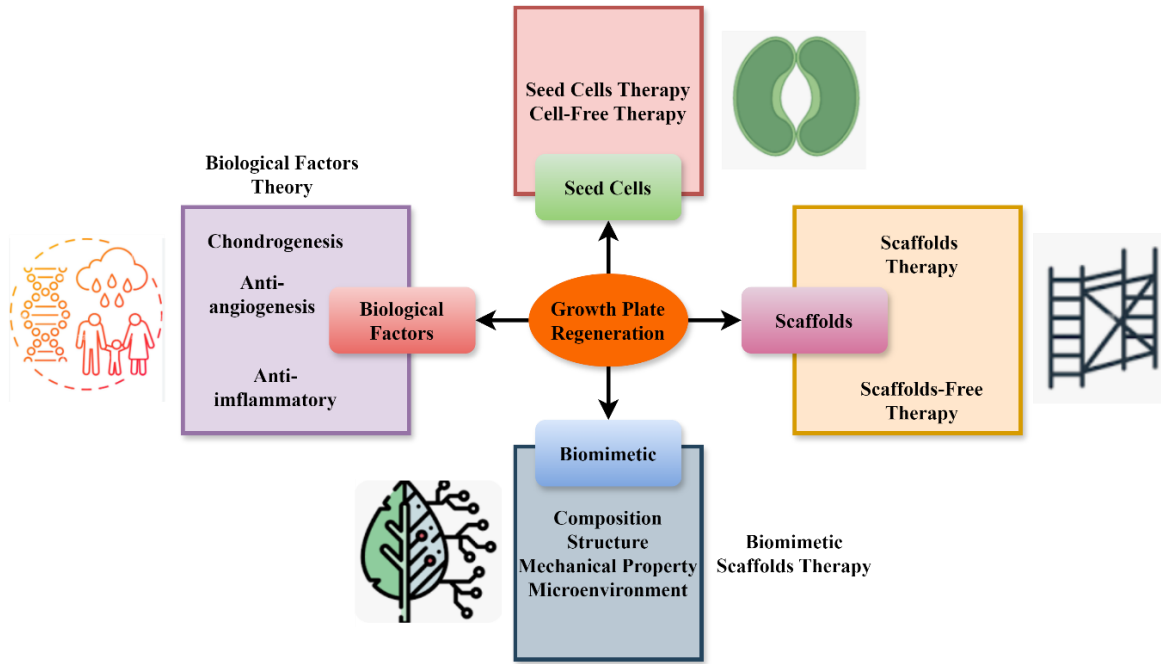 Seed Cells Therapy
Cell-Free Therapy
Seed Cells
Biological Factors
Theory
Chondrogenesis
Anti-
angiogenesis
Anti-
imflammatory
Biological
Factors
Growth Plate
Regeneration
Scaffolds
Scaffolds
Therapy
Scaffolds-Free
Therapy
Biomimetic
Composition
Structure
Mechanical Property
Microenvironment
Biomimetic
Scaffolds Therapy